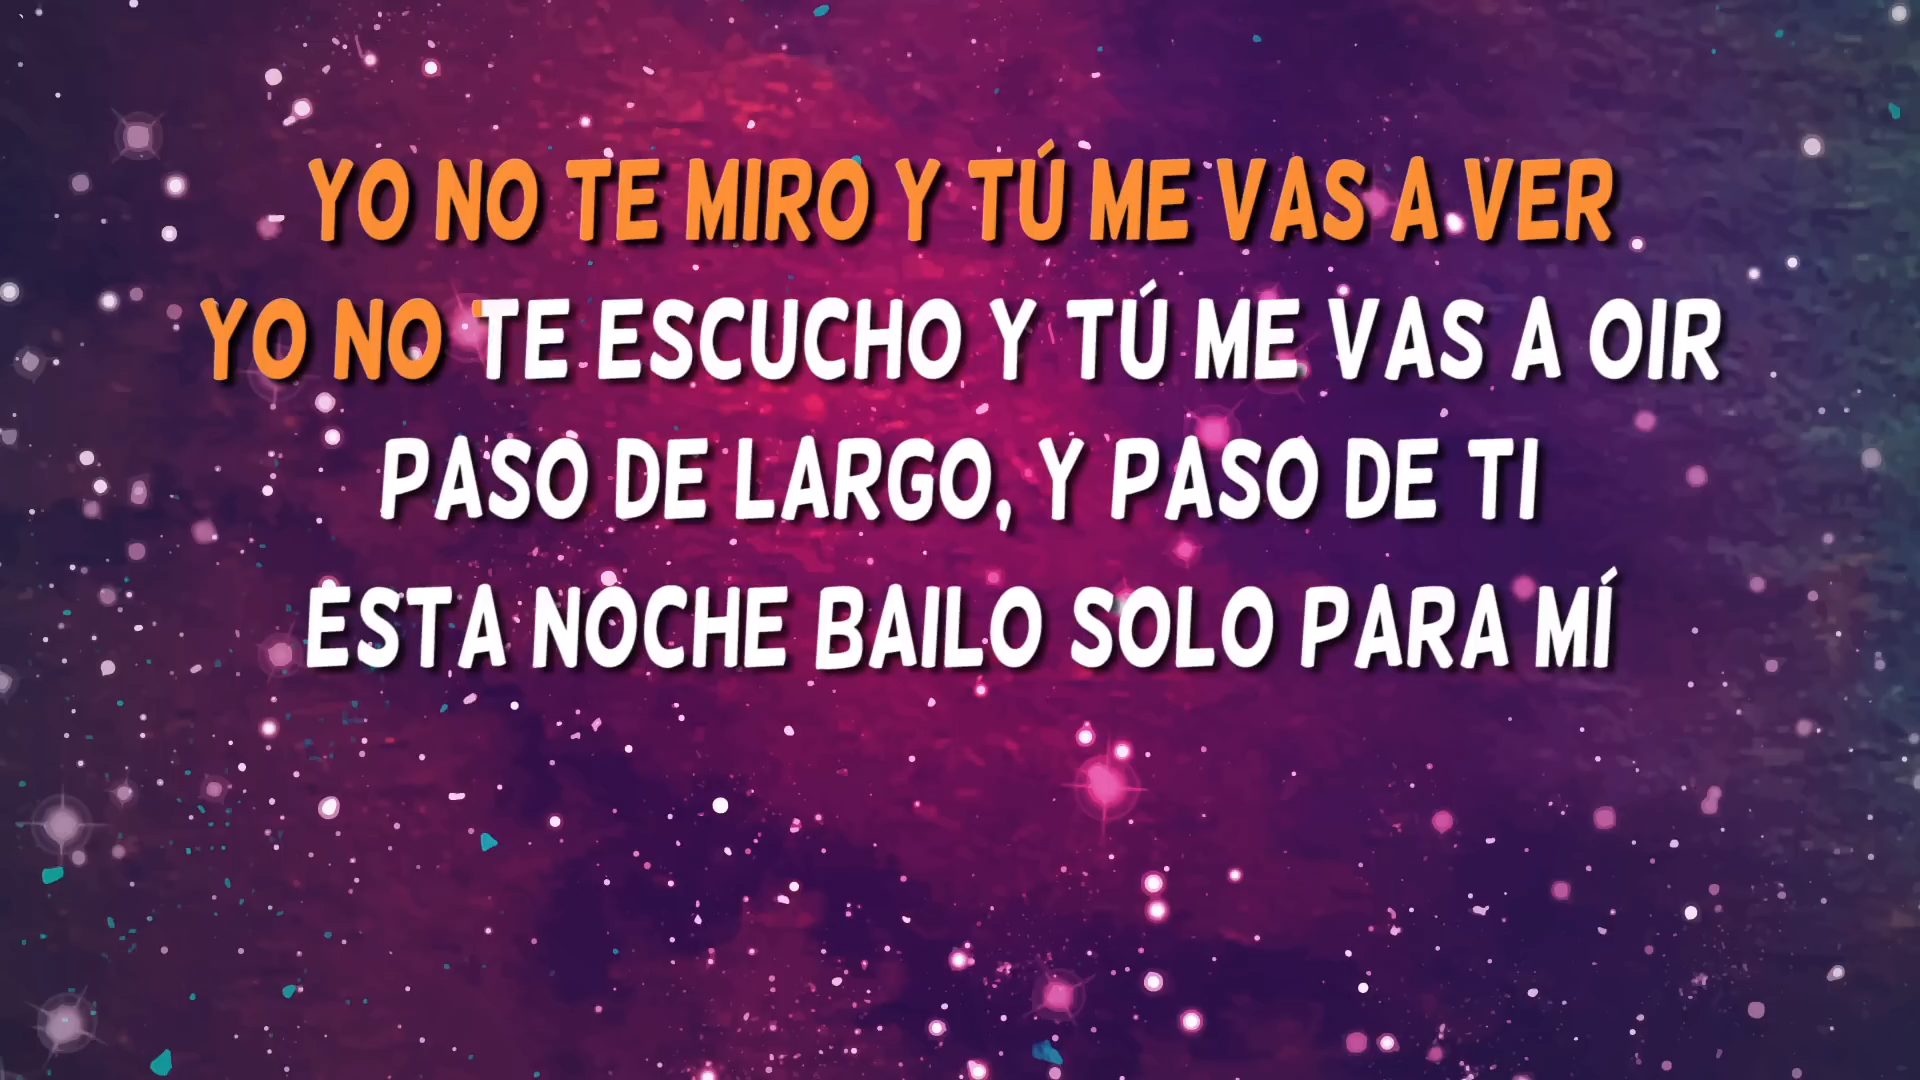 YO NO TE MIRO Y TÚ ME VAS A VER
YO NO TE ESCUCHO Y TÚ ME VAS A OIR
PASO DE LARGO, Y PASO DE TI
ESTA NOCHE BAILO SOLO PARA MÍ